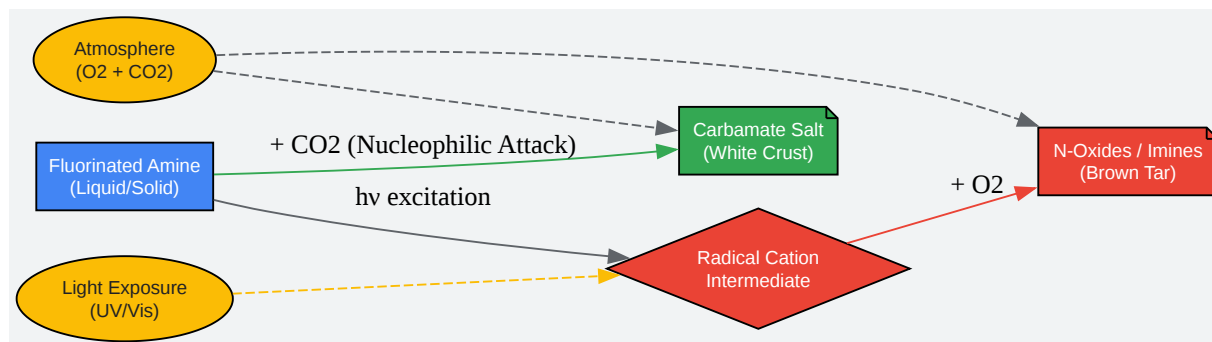 Atmosphere
(O2 + CO2)
Fluorinated Amine
(Liquid/Solid)
Light Exposure
(UV/Vis)
+ CO2 (Nucleophilic Attack)
hν excitation
Carbamate Salt
(White Crust)
Radical Cation
Intermediate
+ O2
N-Oxides / Imines
(Brown Tar)